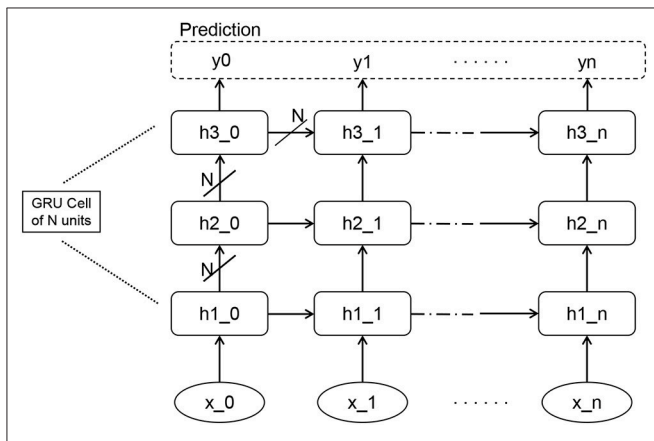 Prediction
y0 y1 · · · · · · yn
h3_0 N h3_1 h3_n
N
GRU Cell
of N units
h2_0 h2_1 h2_n
N
h1_0 h1_1 h1_n
x_0 x_1 · · · · · · x_n